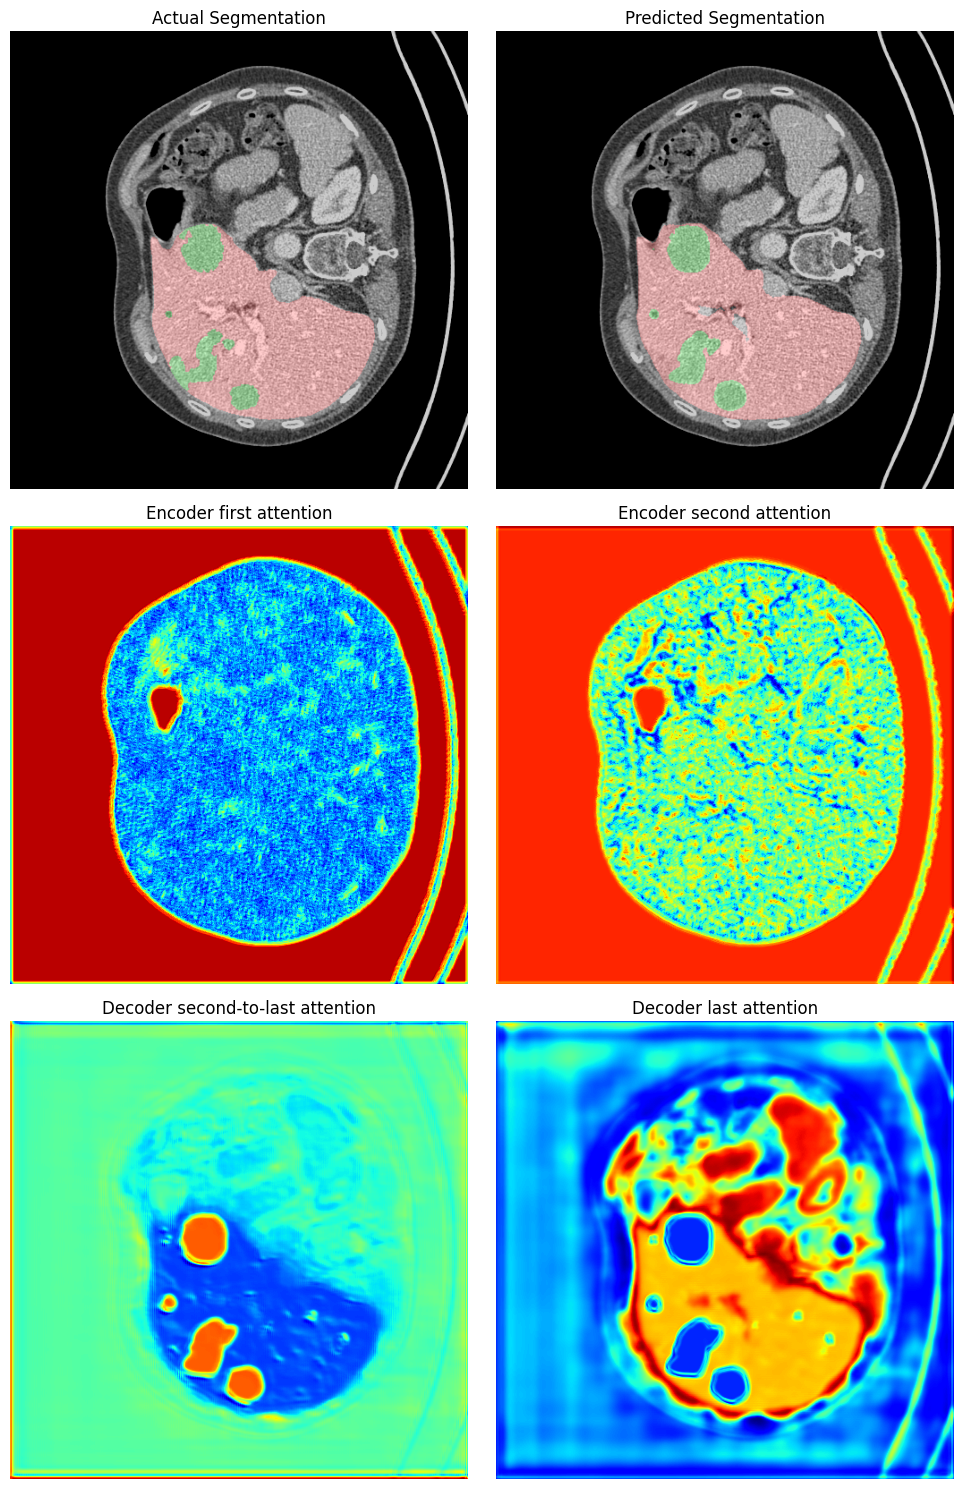 Actual Segmentation
Predicted Segmentation
Encoder first attention
Encoder second attention
Decoder second-to-last attention
Decoder last attention